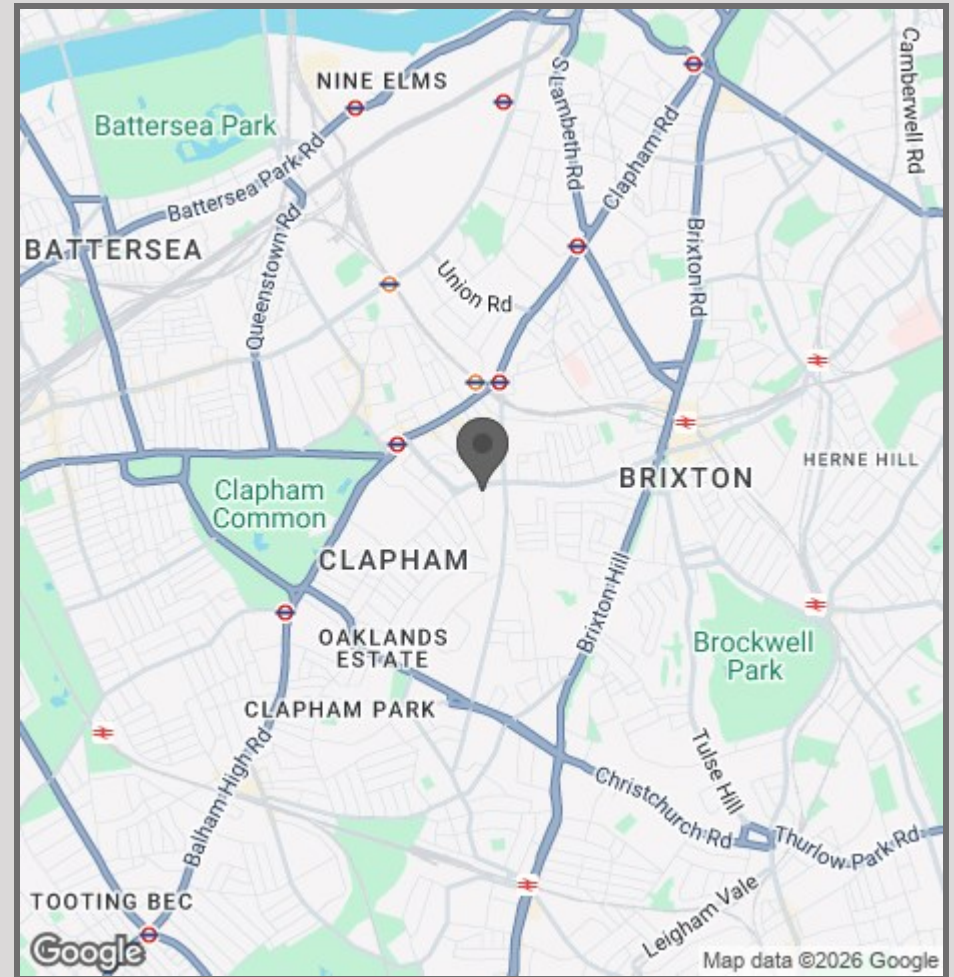 NINE ELMS
Battersea Park
Battersea Park Rd
BATTERSEA
Queenstown Rd
Union Rd
S Lambeth Rd
Clapham Rd
Brixton Rd
Camberwell Rd
Clapham
Common
BRIXTON
HERNE HILL
CLAPHAM
OAKLANDS
ESTATE
Brixton Hill
Brockwell
Park
CLAPHAM PARK
Balham High Rd
Tulse Hill
Christchurch Rd
Thurlow Park Rd
TOOTING BEC
Leigham Vale
Google
Map data ©2026 Google